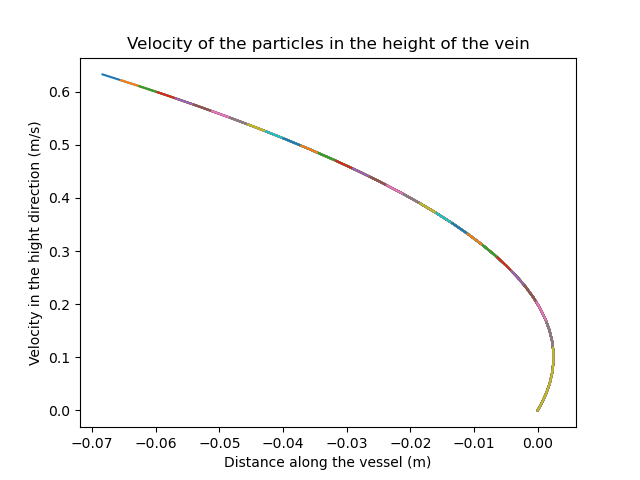 Velocity of the particles in the height of the vein
Velocity in the hight direction (m/s)
0.6
0.5
0.4
0.3
0.2
0.1
0.0
−0.07 −0.06 −0.05 −0.04 −0.03 −0.02 −0.01 0.00
Distance along the vessel (m)